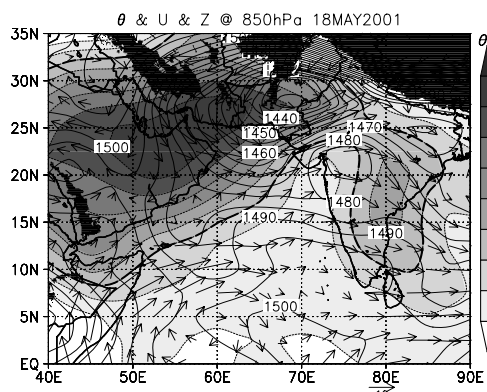 θ & U & Z @ 850hPa 18MAY2001
θ
35N
30N
25N
20N
15N
10N
5N
EQ
1440
1450
1460
1470
1480
1500
1480
1490
1490
1500
40E 50E 60E 70E 80E 90E